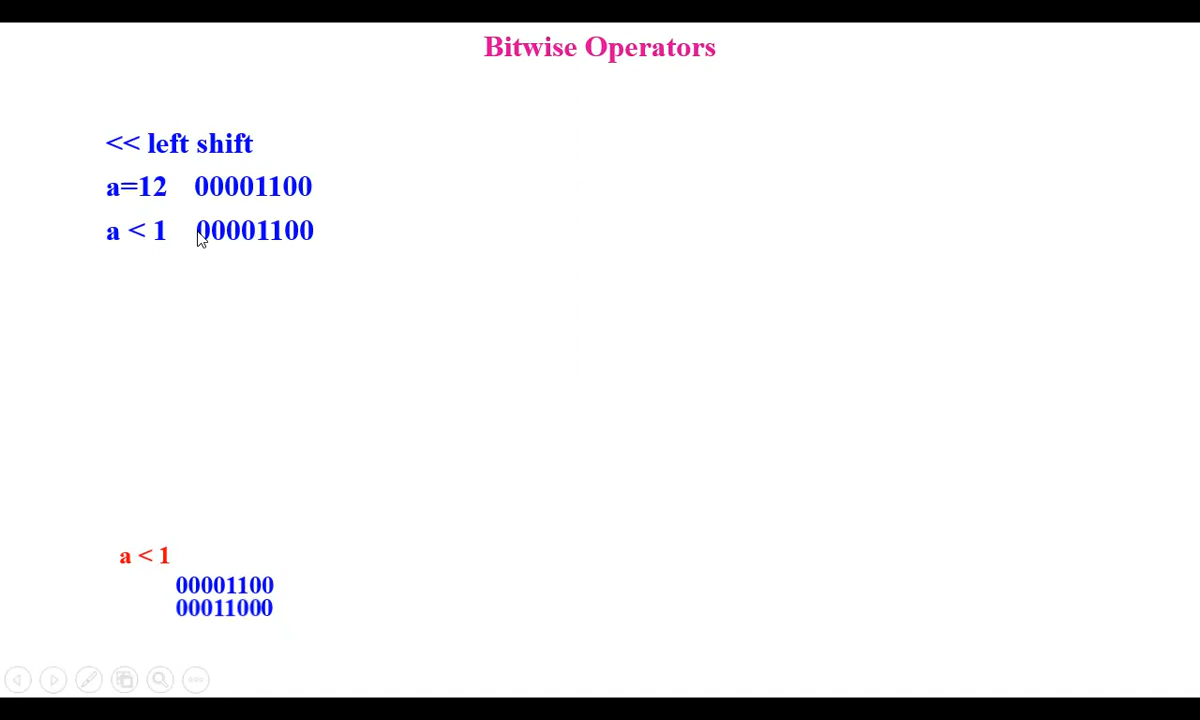 Bitwise Operators
<< left shift
a=12 00001100
a < 1 00001100
a < 1
00001100
00011000